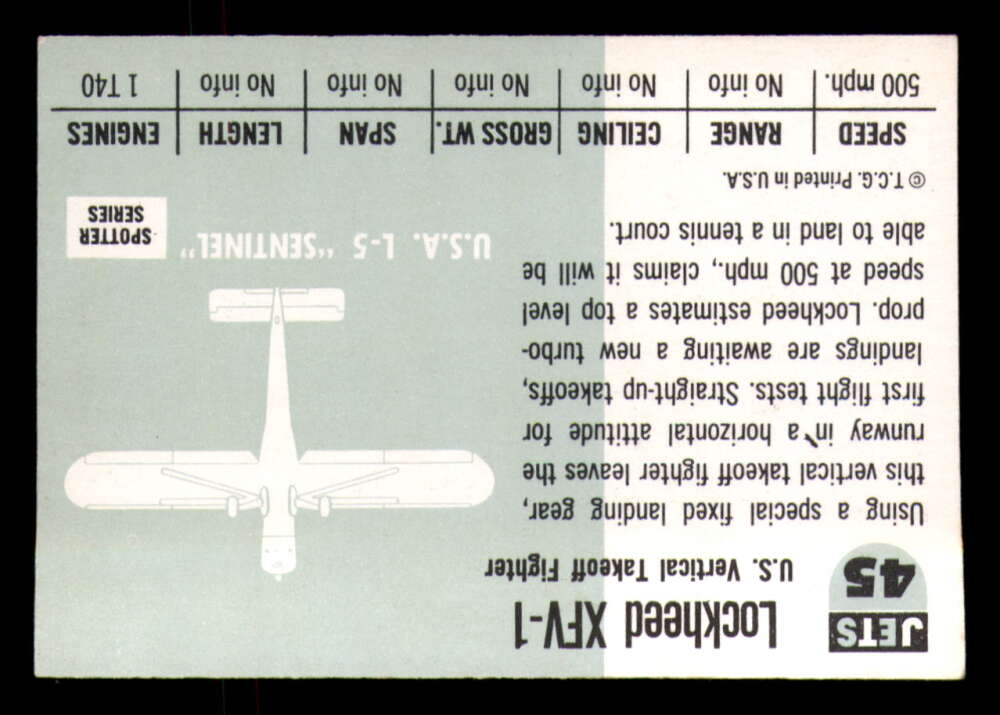 JETS
45
Lockheed XFV-1
U.S. Vertical Takeoff Fighter
Using a special fixed landing gear,
this vertical takeoff fighter leaves the
runway in a horizontal attitude for
first flight tests. Straight-up takeoffs,
landings are awaiting a new turbo-
prop. Lockheed estimates a top level
speed at 500 mph., claims it will be
able to land in a tennis court.
© T.C.G. Printed in U.S.A.
U.S.A. L-5 "SENTINEL"
SPOTTER
SERIES
SPEED RANGE CEILING GROSS WT. SPAN LENGTH ENGINES
500 mph. No info No info No info No info No info 1 T40